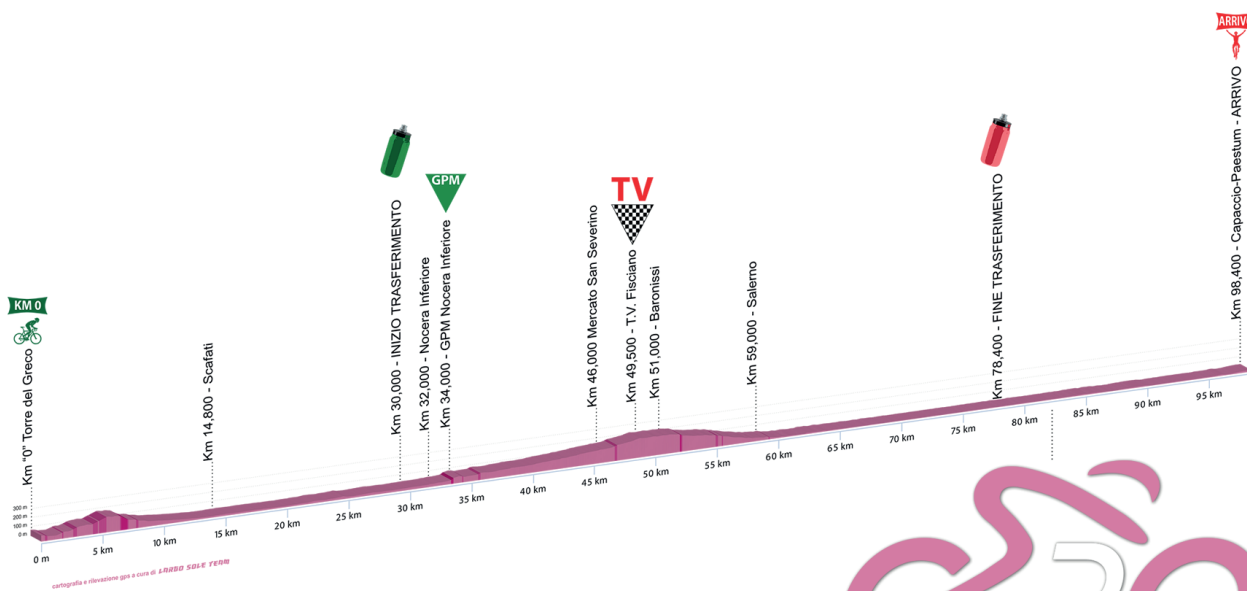 KM 0
Km "0" Torre del Greco
Km 14,800 - Scafati
Km 30,000 - INIZIO TRASFERIMENTO
Km 32,000 - Nocera Inferiore
GPM
Km 34,000 - GPM Nocera Inferiore
Km 46,000 Mercato San Severino
TV
Km 49,500 - T.V. Fisciano
Km 51,000 - Baronissi
Km 59,000 - Salerno
Km 78,400 - FINE TRASFERIMENTO
ARRIVO
Km 98,400 - Capaccio-Paestum - ARRIVO
300 m
200 m
100 m
0 m
0 m
5 km
10 km
15 km
20 km
25 km
30 km
35 km
40 km
45 km
50 km
55 km
60 km
65 km
70 km
75 km
80 km
85 km
90 km
95 km
cartografia e rilevazione gps a cura di LARGO SOLE TEAM